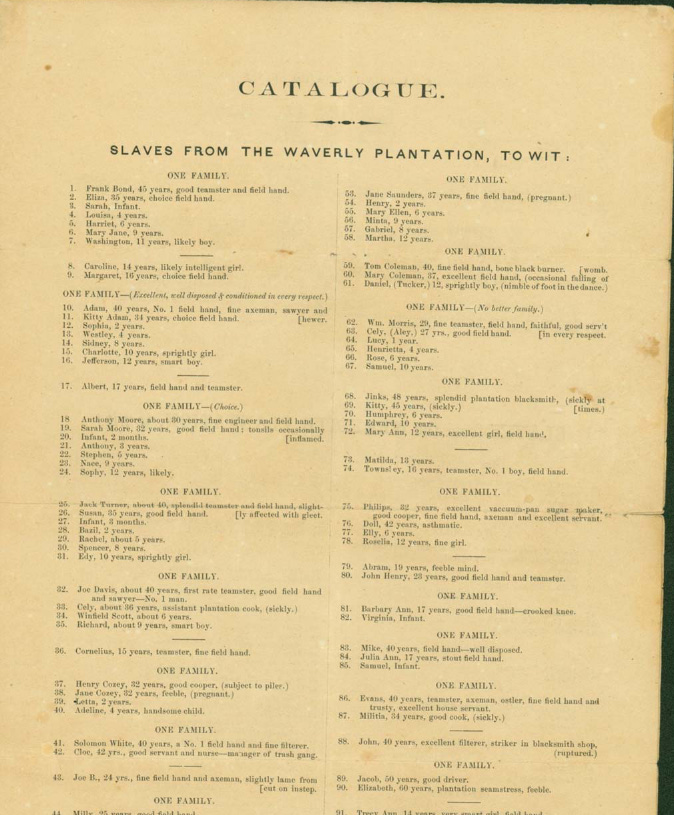 CATALOGUE.
SLAVES FROM THE WAVERLY PLANTATION, TO WIT:
ONE FAMILY.
1. Frank Bond, 45 years, good teamster and field hand.
2. Eliza, 35 years, choice field hand.
3. Sarah, Infant.
4. Louisa, 4 years.
5. Harriet, 6 years.
6. Mary Jane, 9 years.
7. Washington, 11 years, likely boy.
8. Caroline, 14 years, likely intelligent girl.
9. Margaret, 16 years, choice field hand.
ONE FAMILY—(Excellent, well disposed & conditioned in every respect.)
10. Adam, 40 years, No. 1 field hand, fine axeman, sawyer and
11. Kitty Adam, 34 years, choice field hand. [hewer.
12. Sophia, 2 years.
13. Westley, 4 years.
14. Sidney, 8 years.
15. Charlotte, 10 years, sprightly girl.
16. Jefferson, 12 years, smart boy.
17. Albert, 17 years, field hand and teamster.
ONE FAMILY—(Choice.)
18 Anthony Moore, about 30 years, fine engineer and field hand.
19. Sarah Moore, 32 years, good field hand; tonsils occasionally
20. Infant, 2 months. [inflamed.
21. Anthony, 3 years.
22. Stephen, 5 years.
23. Nace, 9 years.
24. Sophy, 12 years, likely.
ONE FAMILY.
25. Jack Turner, about 40, splendid teamster and field hand, slight-
26. Susan, 35 years, good field hand. [ly affected with gleet.
27. Infant, 3 months.
28. Bazil, 2 years.
29. Rachel, about 5 years.
30. Spencer, 8 years.
31. Edy, 10 years, sprightly girl.
ONE FAMILY.
32. Joe Davis, about 40 years, first rate teamster, good field hand
and sawyer—No. 1 man.
33. Cely, about 36 years, assistant plantation cook, (sickly.)
34. Winfield Scott, about 6 years.
35. Richard, about 9 years, smart boy.
36. Cornelius, 15 years, teamster, fine field hand.
ONE FAMILY.
37. Henry Cozey, 32 years, good cooper, (subject to piler.)
38. Jane Cozey, 32 years, feeble, (pregnant.)
39. Letta, 2 years.
40. Adeline, 4 years, handsome child.
ONE FAMILY.
41. Solomon White, 40 years, a No. 1 field hand and fine filterer.
42. Cloe, 42 yrs., good servant and nurse—manager of trash gang.
43. Joe B., 24 yrs., fine field hand and axeman, slightly lame from
[cut on instep.
ONE FAMILY.
44. Milly, 25 years, good field hand.
ONE FAMILY.
53. Jane Saunders, 37 years, fine field hand, (pregnant.)
54. Henry, 2 years.
55. Mary Ellen, 6 years.
56. Minta, 9 years.
57. Gabriel, 8 years.
58. Martha, 12 years.
ONE FAMILY.
59. Tom Coleman, 40, fine field hand, bone black burner. [womb.
60. Mary Coleman, 37, excellent field hand, (occasional falling of
61. Daniel, (Tucker,) 12, sprightly boy, (nimble of foot in the dance.)
ONE FAMILY—(No better family.)
62. Wm. Morris, 29, fine teamster, field hand, faithful, good serv't
63. Cely, (Aley,) 27 yrs., good field hand. [in every respect.
64. Lucy, 1 year.
65. Henrietta, 4 years.
66. Rose, 6 years.
67. Samuel, 10 years.
ONE FAMILY.
68. Jinks, 48 years, splendid plantation blacksmith, (sickly at
69. Kitty, 45 years, (sickly.) [times.)
70. Humphrey, 6 years.
71. Edward, 10 years.
72. Mary Ann, 12 years, excellent girl, field hand,
73. Matilda, 13 years.
74. Townsley, 16 years, teamster, No. 1 boy, field hand.
ONE FAMILY.
75. Philips, 32 years, excellent vaccuum-pan sugar maker,
good cooper, fine field hand, axeman and excellent servant.
76. Doll, 42 years, asthmatic.
77. Elly, 6 years.
78. Rosella, 12 years, fine girl.
79. Abram, 19 years, feeble mind.
80. John Henry, 23 years, good field hand and teamster.
ONE FAMILY.
81. Barbary Ann, 17 years, good field hand—crooked knee.
82. Virginia, Infant.
ONE FAMILY.
83. Mike, 40 years, field hand—well disposed.
84. Julia Ann, 17 years, stout field hand.
85. Samuel, Infant.
ONE FAMILY.
86. Evans, 40 years, teamster, axeman, ostler, fine field hand and
trusty, excellent house servant.
87. Militia, 34 years, good cook, (sickly.)
88. John, 40 years, excellent filterer, striker in blacksmith shop,
(ruptured.)
ONE FAMILY.
89. Jacob, 50 years, good driver.
90. Elizabeth, 60 years, plantation seamstress, feeble.
91. Tracy Ann, 14 years, very smart girl, field hand.